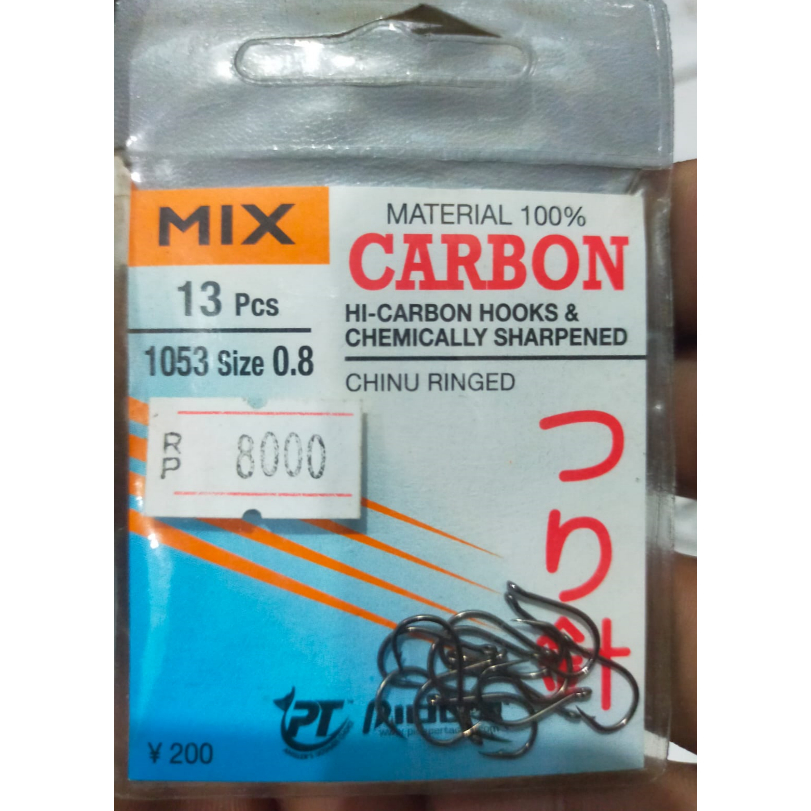 MIX
13 Pcs
1053 Size 0.8
MATERIAL 100%
CARBON
HI-CARBON HOOKS &
CHEMICALLY SHARPENED
CHINU RINGED
RP 8000
つり針
PT
¥ 200